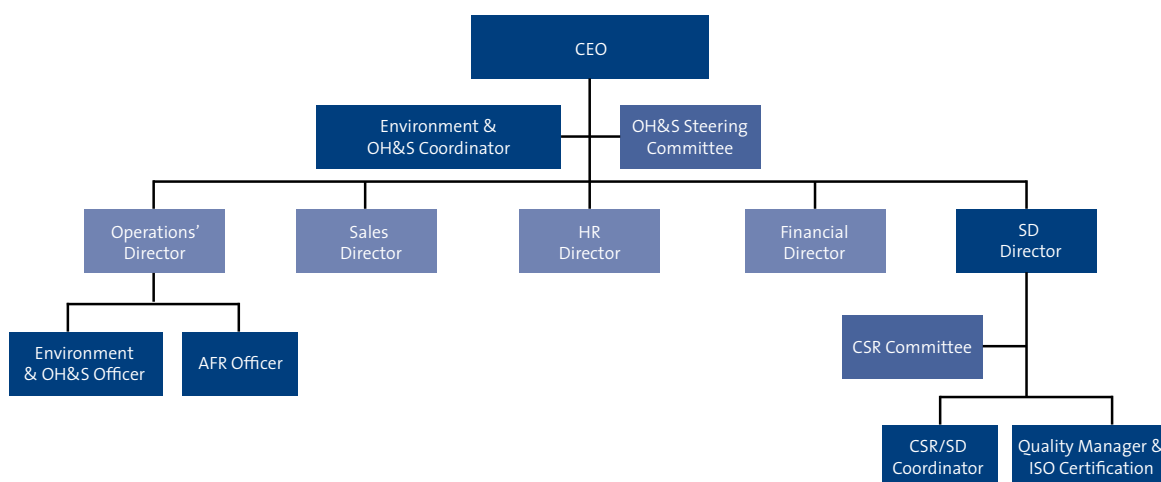 CEO
Environment &
OH&S Coordinator
OH&S Steering
Committee
Operations’
Director
Sales
Director
HR
Director
Financial
Director
SD
Director
Environment
& OH&S Officer
AFR Officer
CSR Committee
CSR/SD
Coordinator
Quality Manager &
ISO Certification